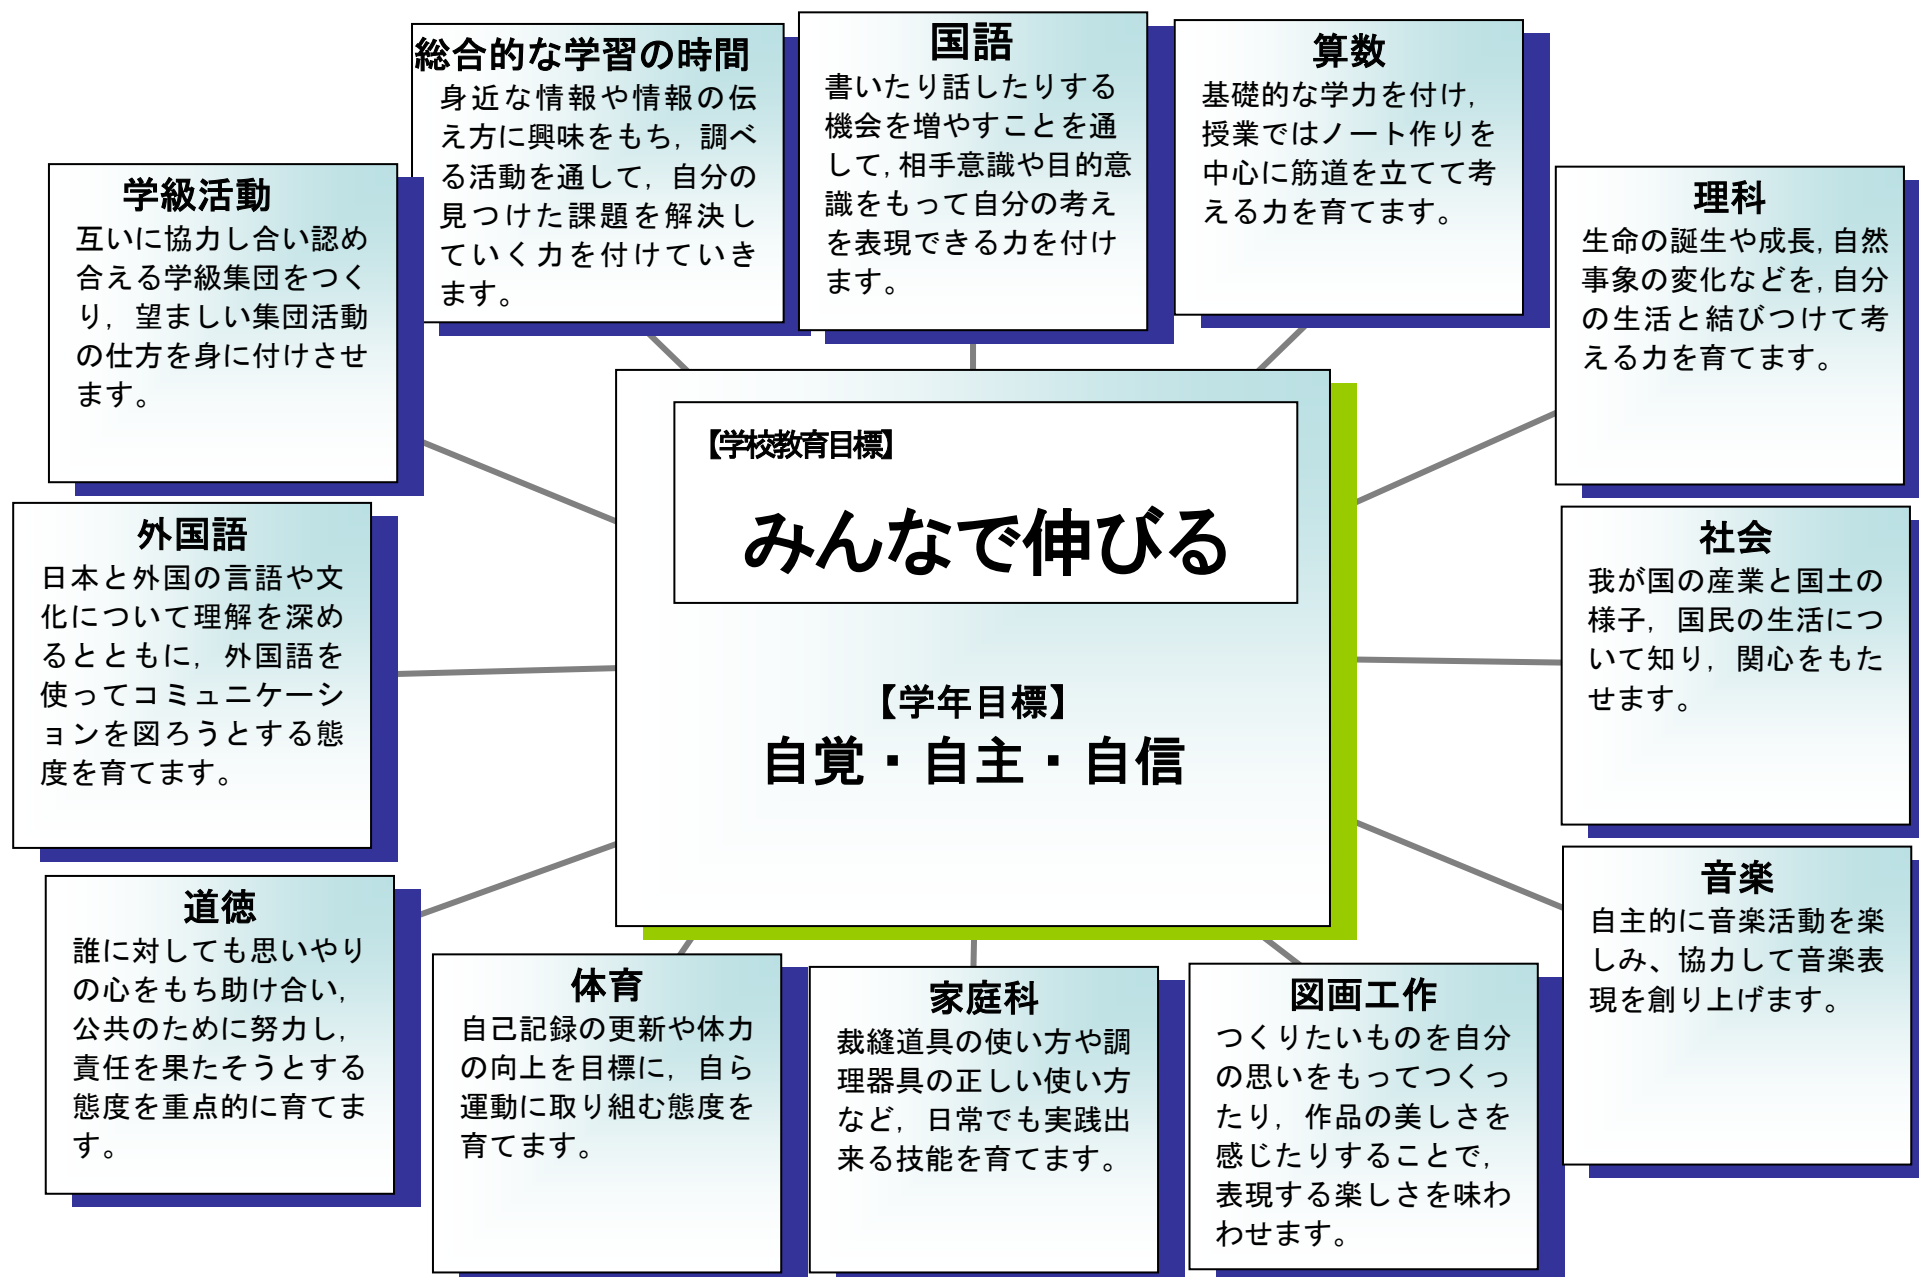 総合的な学習の時間
身近な情報や情報の伝
え方に興味をもち，調べ
る活動を通して，自分の
見つけた課題を解決し
ていく力を付けていき
ます。
国語
書いたり話したりする
機会を増やすことを通
して，相手意識や目的意
識をもって自分の考え
を表現できる力を付け
ます。
算数
基礎的な学力を付け，
授業ではノート作りを
中心に筋道を立てて考
える力を育てます。
学級活動
互いに協力し合い認め
合える学級集団をつく
り，望ましい集団活動
の仕方を身に付けさせ
ます。
理科
生命の誕生や成長，自然
事象の変化などを，自分
の生活と結びつけて考
える力を育てます。
【学校教育目標】
みんなで伸びる
【学年目標】
自覚・自主・自信
外国語
日本と外国の言語や文
化について理解を深め
るとともに，外国語を
使ってコミュニケーシ
ョンを図ろうとする態
度を育てます。
社会
我が国の産業と国土の
様子，国民の生活につ
いて知り，関心をもた
せます。
道徳
誰に対しても思いやり
の心をもち助け合い，
公共のために努力し，
責任を果たそうとする
態度を重点的に育てま
す。
体育
自己記録の更新や体力
の向上を目標に，自ら
運動に取り組む態度を
育てます。
家庭科
裁縫道具の使い方や調
理器具の正しい使い方
など，日常でも実践出
来る技能を育てます。
図画工作
つくりたいものを自分
の思いをもってつくっ
たり，作品の美しさを
感じたりすることで，
表現する楽しさを味わ
わせます。
音楽
自主的に音楽活動を楽
しみ、協力して音楽表
現を創り上げます。